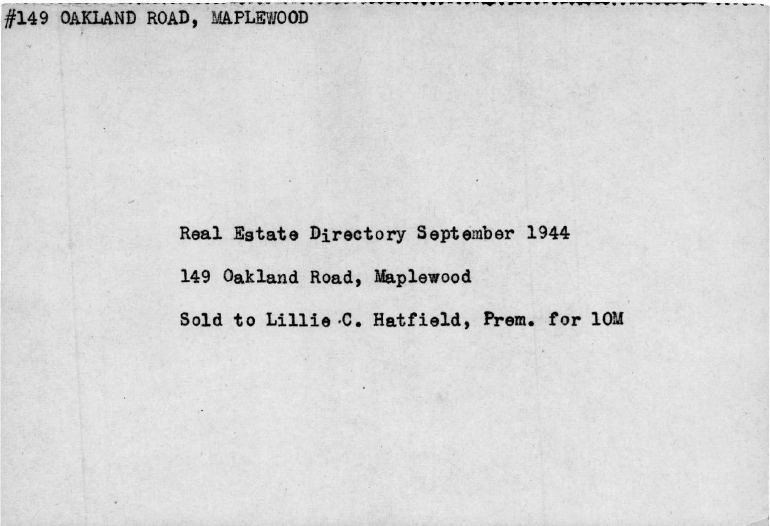 #149 OAKLAND ROAD, MAPLEWOOD
Real Estate Directory September 1944
149 Oakland Road, Maplewood
Sold to Lillie C. Hatfield, Prem. for 10M